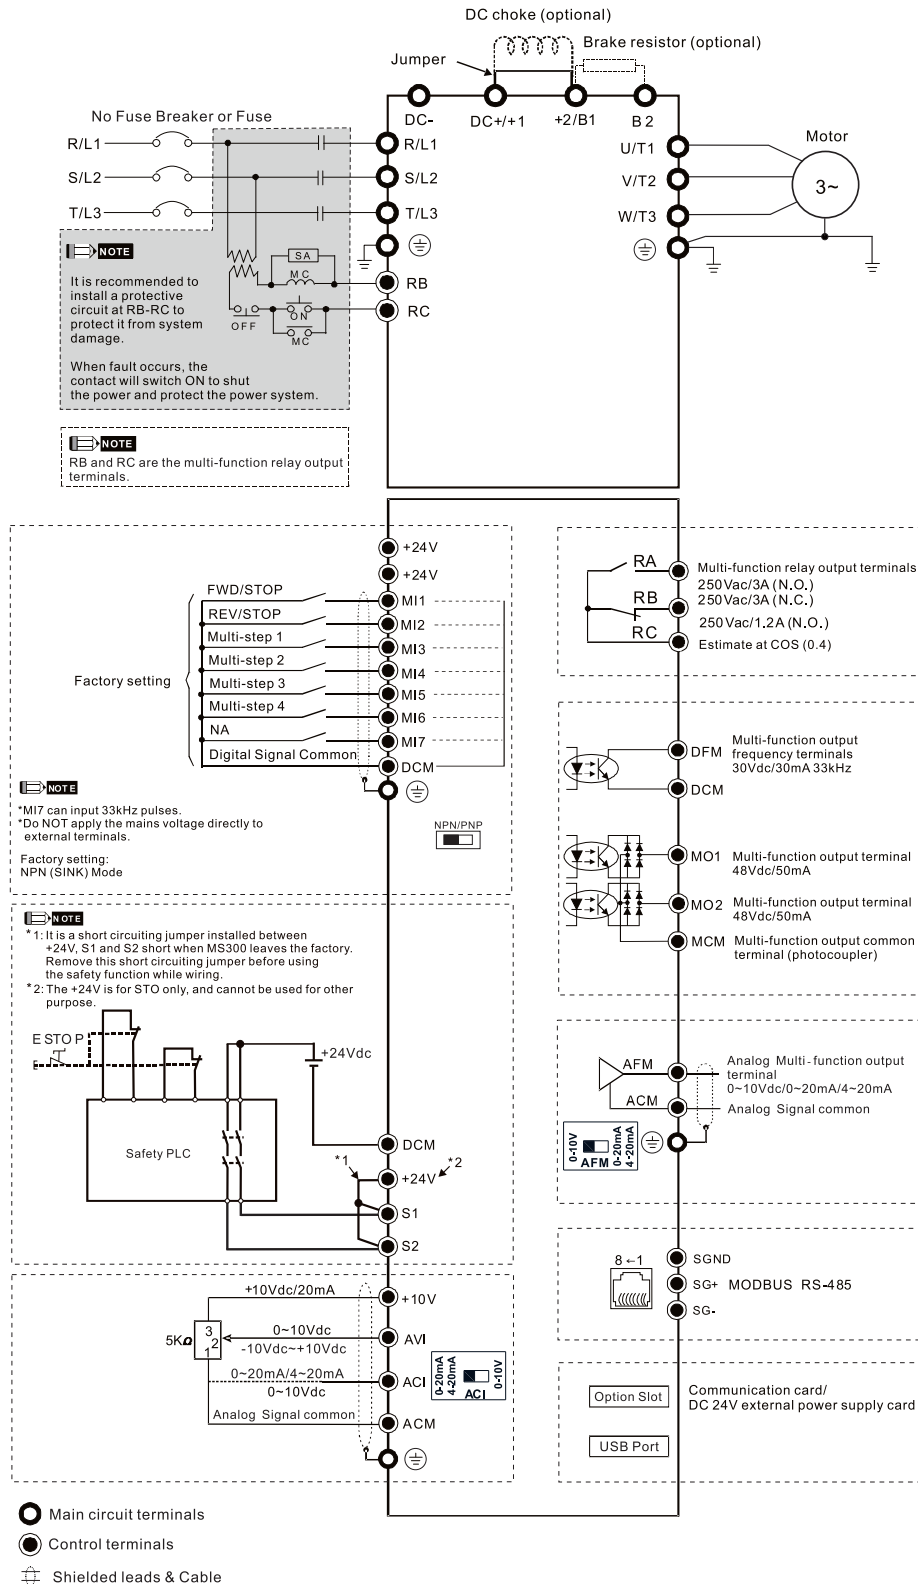 DC choke (optional)
Brake resistor (optional)
Jumper
No Fuse Breaker or Fuse
DC-
DC+/+1
+2/B1
B2
Motor
R/L1
R/L1
U/T1
S/L2
S/L2
V/T2
3~
T/L3
T/L3
W/T3
NOTE
It is recommended to
install a protective
circuit at RB-RC to
protect it from system
damage.
When fault occurs, the
contact will switch ON to shut
the power and protect the power system.
SA
MC
RB
OFF
ON
MC
RC
NOTE
RB and RC are the multi-function relay output
terminals.
+24V
+24V
FWD/STOP
MI1
REV/STOP
MI2
Multi-step 1
MI3
Multi-step 2
MI4
Factory setting
Multi-step 3
MI5
Multi-step 4
MI6
NA
MI7
Digital Signal Common
DCM
NOTE
*MI7 can input 33kHz pulses.
*Do NOT apply the mains voltage directly to
external terminals.
Factory setting:
NPN (SINK) Mode
NPN/PNP
RA
Multi-function relay output terminals
250Vac/3A (N.O.)
RB
250Vac/3A (N.C.)
250Vac/1.2A (N.O.)
RC
Estimate at COS (0.4)
DFM
Multi-function output
frequency terminals
30Vdc/30mA 33kHz
DCM
MO1
Multi-function output terminal
48Vdc/50mA
MO2
Multi-function output terminal
48Vdc/50mA
MCM
Multi-function output common
terminal (photocoupler)
NOTE
*1: It is a short circuiting jumper installed between
+24V, S1 and S2 short when MS300 leaves the factory.
Remove this short circuiting jumper before using
the safety function while wiring.
*2: The +24V is for STO only, and cannot be used for other
purpose.
ESTOP
+24Vdc
Safety PLC
DCM
*1
*2
+24V
S1
S2
AFM
Analog Multi-function output
terminal
0~10Vdc/0~20mA/4~20mA
ACM
Analog Signal common
0-10V
AFM
0-20mA
4-20mA
8←1
SGND
SG+
MODBUS RS-485
SG-
+10Vdc/20mA
+10V
5KΩ
3
2
1
0~10Vdc
-10Vdc~+10Vdc
AVI
0~20mA/4~20mA
0~10Vdc
ACI
0-20mA
4-20mA
ACI
0-10V
Analog Signal common
ACM
Option Slot
Communication card/
DC 24V external power supply card
USB Port
Main circuit terminals
Control terminals
Shielded leads & Cable